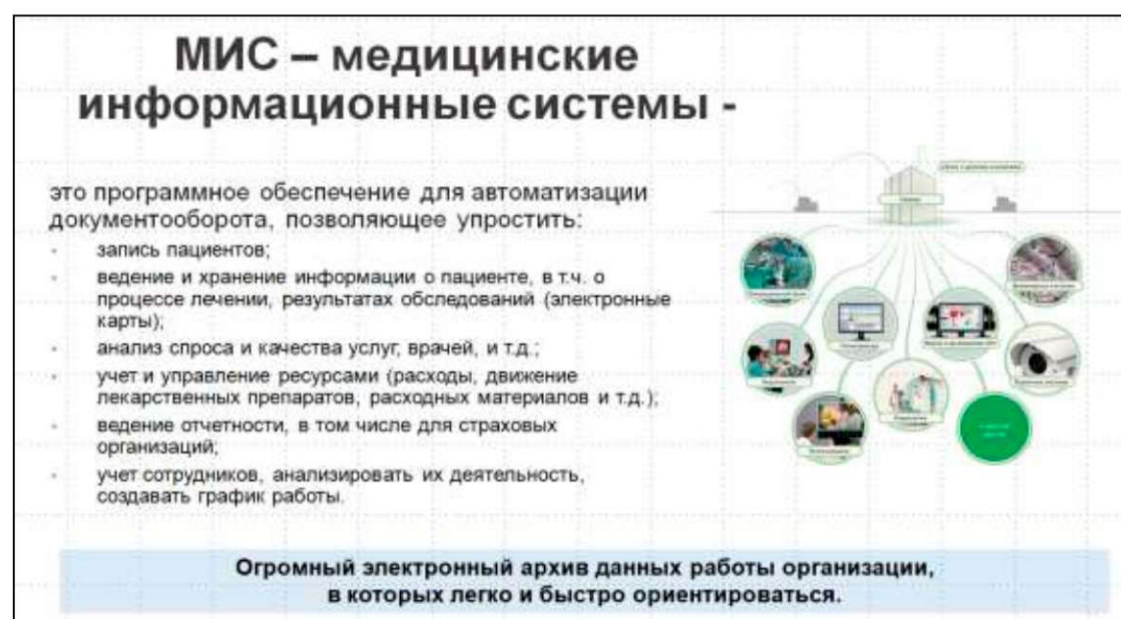 МИС – медицинские
информационные системы -
это программное обеспечение для автоматизации
документооборота, позволяющее упростить:
- запись пациентов;
- ведение и хранение информации о пациенте, в т.ч. о
процессе лечении, результатах обследований (электронные
карты);
- анализ спроса и качества услуг, врачей, и т.д.;
- учет и управление ресурсами (расходы, движение
лекарственных препаратов, расходных материалов и т.д.);
- ведение отчетности, в том числе для страховых
организаций;
- учет сотрудников, анализировать их деятельность,
создавать график работы.
Огромный электронный архив данных работы организации,
в которых легко и быстро ориентироваться.